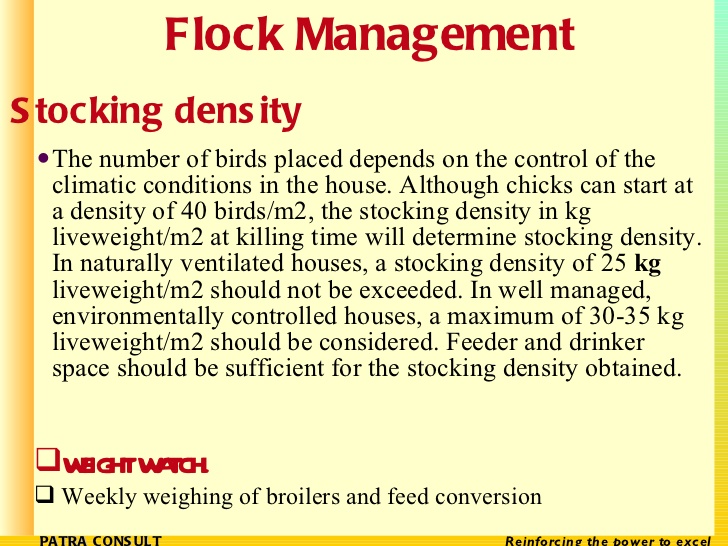 Flock Management
Stocking density
• The number of birds placed depends on the control of the
climatic conditions in the house. Although chicks can start at
a density of 40 birds/m2, the stocking density in kg
liveweight/m2 at killing time will determine stocking density.
In naturally ventilated houses, a stocking density of 25 kg
liveweight/m2 should not be exceeded. In well managed,
environmentally controlled houses, a maximum of 30-35 kg
liveweight/m2 should be considered. Feeder and drinker
space should be sufficient for the stocking density obtained.
❑WEIGHT WATCH.
❑ Weekly weighing of broilers and feed conversion
PATRA CONSULT
Reinforcing the power to excel